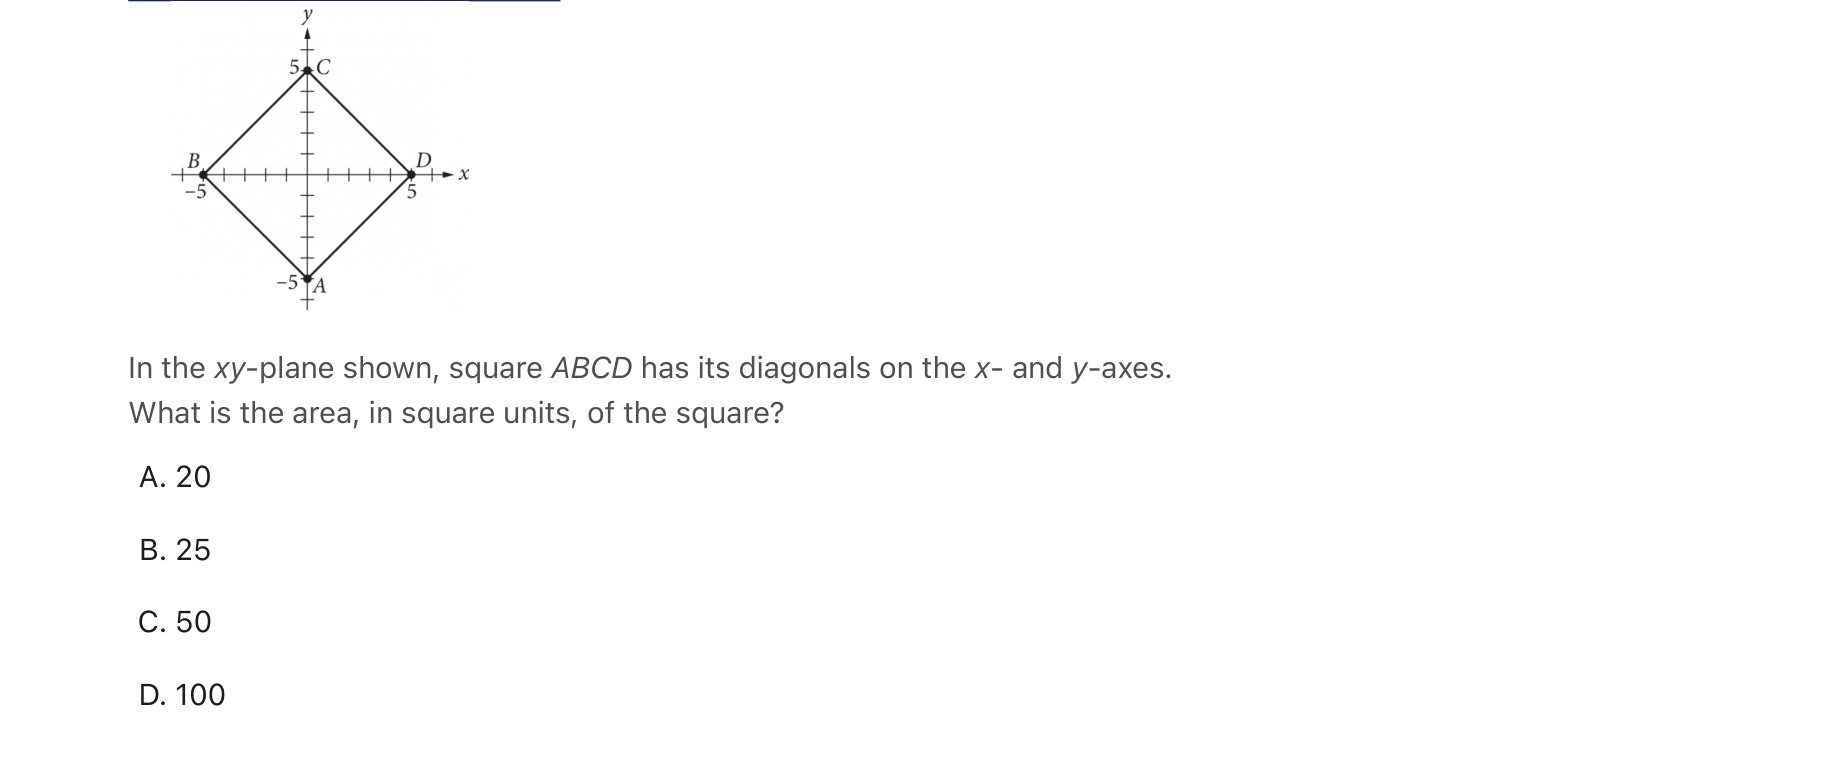 y
5 C
B
D
x
−5
5
−5 A
In the xy-plane shown, square ABCD has its diagonals on the x- and y-axes.
What is the area, in square units, of the square?
A. 20
B. 25
C. 50
D. 100